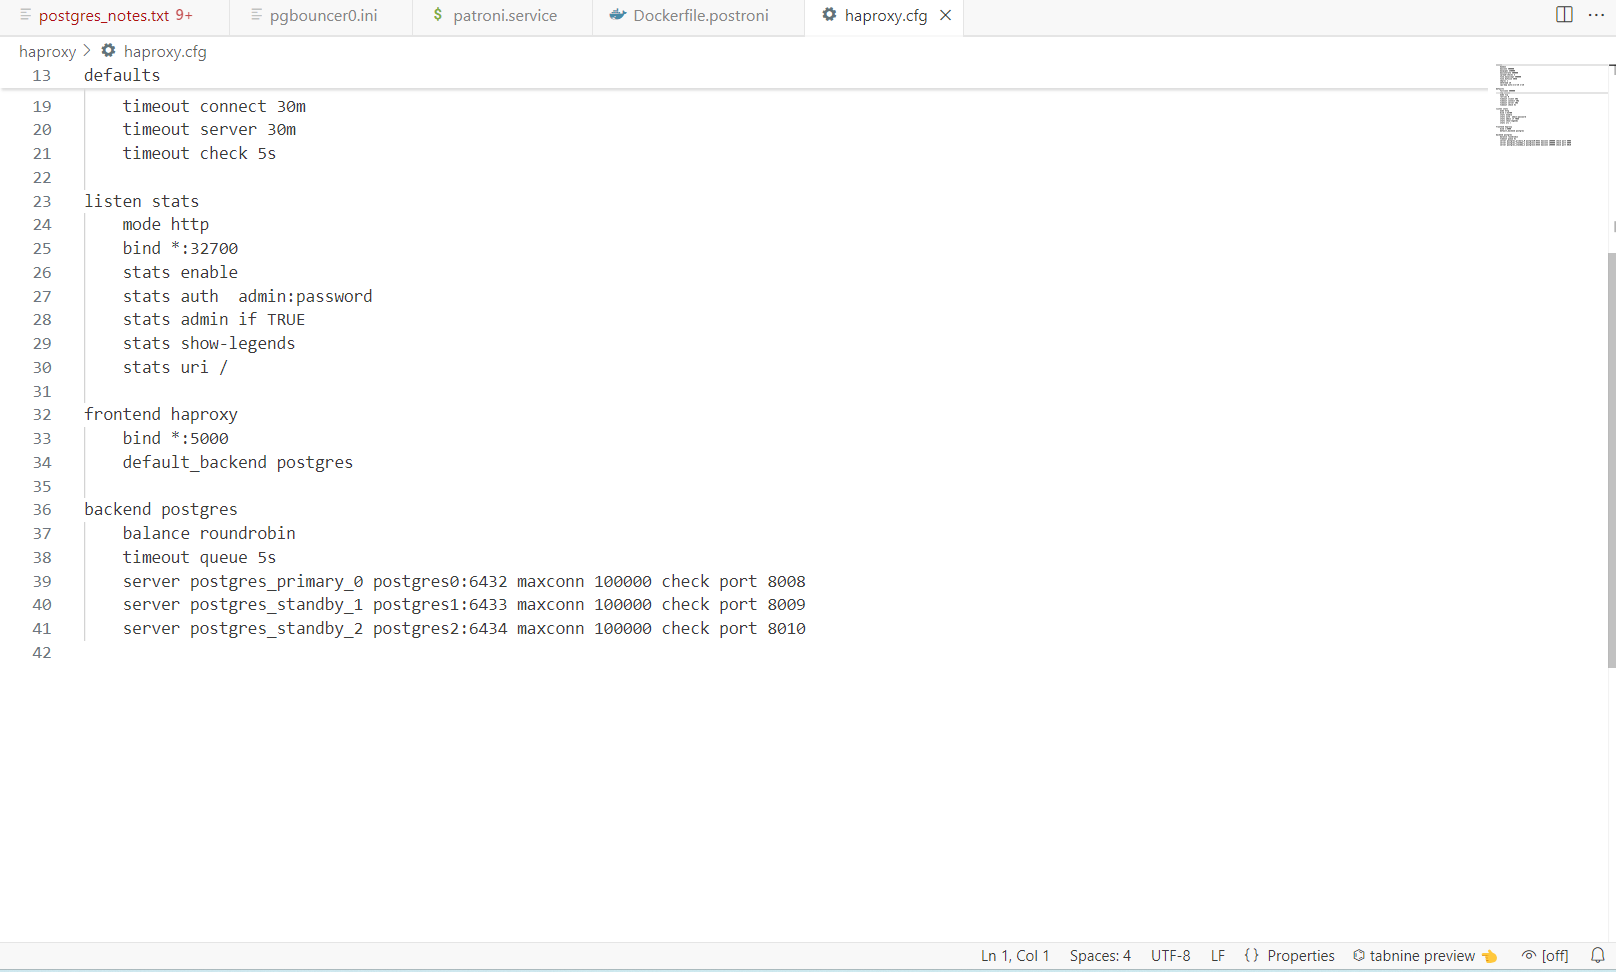 postgres_notes.txt 9+ pgbouncer0.ini $ patroni.service Dockerfile.postroni haproxy.cfg
haproxy > haproxy.cfg
13 defaults
19 timeout connect 30m
20 timeout server 30m
21 timeout check 5s
22
23 listen stats
24 mode http
25 bind *:32700
26 stats enable
27 stats auth  admin:password
28 stats admin if TRUE
29 stats show-legends
30 stats uri /
31
32 frontend haproxy
33 bind *:5000
34 default_backend postgres
35
36 backend postgres
37 balance roundrobin
38 timeout queue 5s
39 server postgres_primary_0 postgres0:6432 maxconn 100000 check port 8008
40 server postgres_standby_1 postgres1:6433 maxconn 100000 check port 8009
41 server postgres_standby_2 postgres2:6434 maxconn 100000 check port 8010
42
Ln 1, Col 1 Spaces: 4 UTF-8 LF {} Properties tabnine preview 👈 [off]